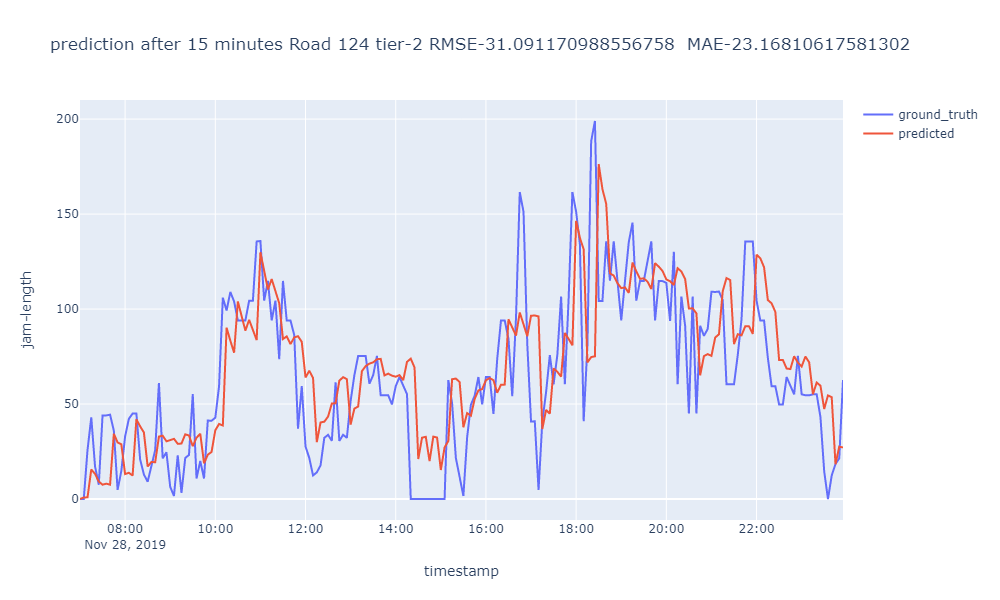 prediction after 15 minutes Road 124 tier-2 RMSE-31.091170988556758  MAE-23.16810617581302
ground_truth
predicted
200
150
100
50
0
jam-length
08:00 10:00 12:00 14:00 16:00 18:00 20:00 22:00
Nov 28, 2019
timestamp